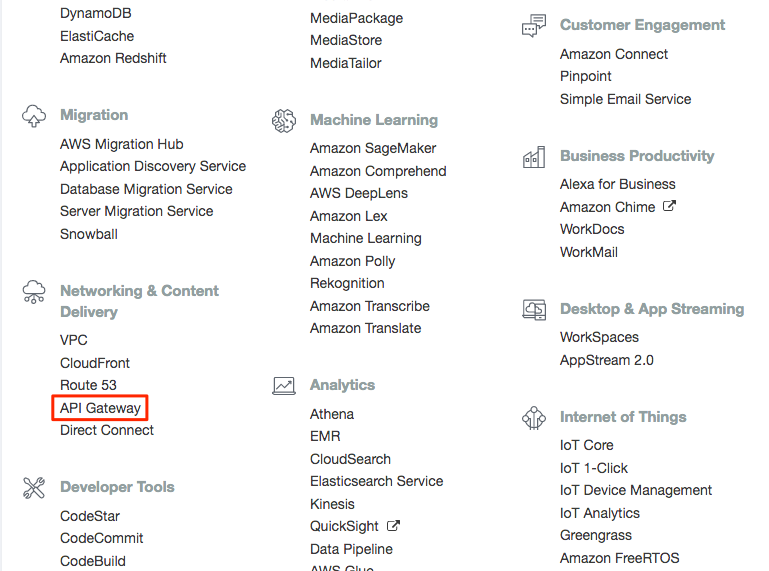 DynamoDB
ElastiCache
Amazon Redshift
Migration
AWS Migration Hub
Application Discovery Service
Database Migration Service
Server Migration Service
Snowball
Networking & Content
Delivery
VPC
CloudFront
Route 53
API Gateway
Direct Connect
Developer Tools
CodeStar
CodeCommit
CodeBuild
MediaPackage
MediaStore
MediaTailor
Machine Learning
Amazon SageMaker
Amazon Comprehend
AWS DeepLens
Amazon Lex
Machine Learning
Amazon Polly
Rekognition
Amazon Transcribe
Amazon Translate
Analytics
Athena
EMR
CloudSearch
Elasticsearch Service
Kinesis
QuickSight
Data Pipeline
AWS Glue
Customer Engagement
Amazon Connect
Pinpoint
Simple Email Service
Business Productivity
Alexa for Business
Amazon Chime
WorkDocs
WorkMail
Desktop & App Streaming
WorkSpaces
AppStream 2.0
Internet of Things
IoT Core
IoT 1-Click
IoT Device Management
IoT Analytics
Greengrass
Amazon FreeRTOS